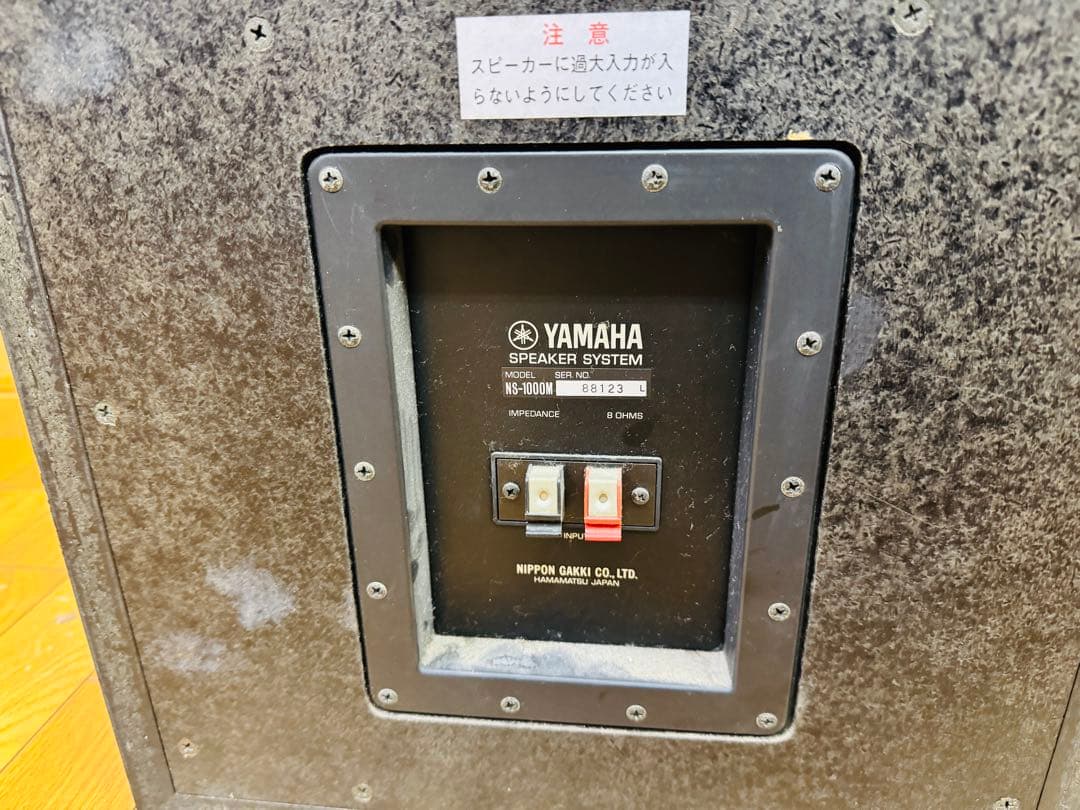 注意
スピーカーに過大入力が入
らないようにしてください
YAMAHA
SPEAKER SYSTEM
MODEL SER. NO.
NS-1000M 88123 L
IMPEDANCE 8 OHMS
INPUT
NIPPON GAKKI CO., LTD.
HAMAMATSU JAPAN